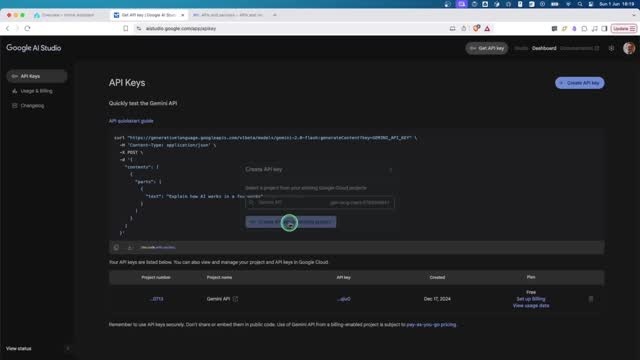 Overview – Home Assistant
Get API key | Google AI Studio
APIs and services – APIs and se
Sun 1 Jun 16:19
aistudio.google.com/app/apikey
Update
Google AI Studio
Get API key
Studio
Dashboard
Documentation
API Keys
Usage & Billing
Changelog
API Keys
Create API key
Quickly test the Gemini API
API quickstart guide
curl "https://generativelanguage.googleapis.com/v1beta/models/gemini-2.0-flash:generateContent?key=GEMINI_API_KEY" \
-H 'Content-Type: application/json' \
-X POST \
-d '{
"contents": [
{
"parts": [
{
"text": "Explain how AI works in a few words"
}
]
}
]
}'
Create API key
Select a project from your existing Google Cloud projects
Gemini API
Create API key in existing project
Use code with caution.
Your API keys are listed below. You can also view and manage your project and API keys in Google Cloud.
Project number
Project name
API key
Created
Plan
...0713
Gemini API
...qiu0
Dec 17, 2024
Free
Set up Billing
View usage data
Remember to use API keys securely. Don't share or embed them in public code. Use of Gemini API from a billing-enabled project is subject to pay-as-you-go pricing.
View status